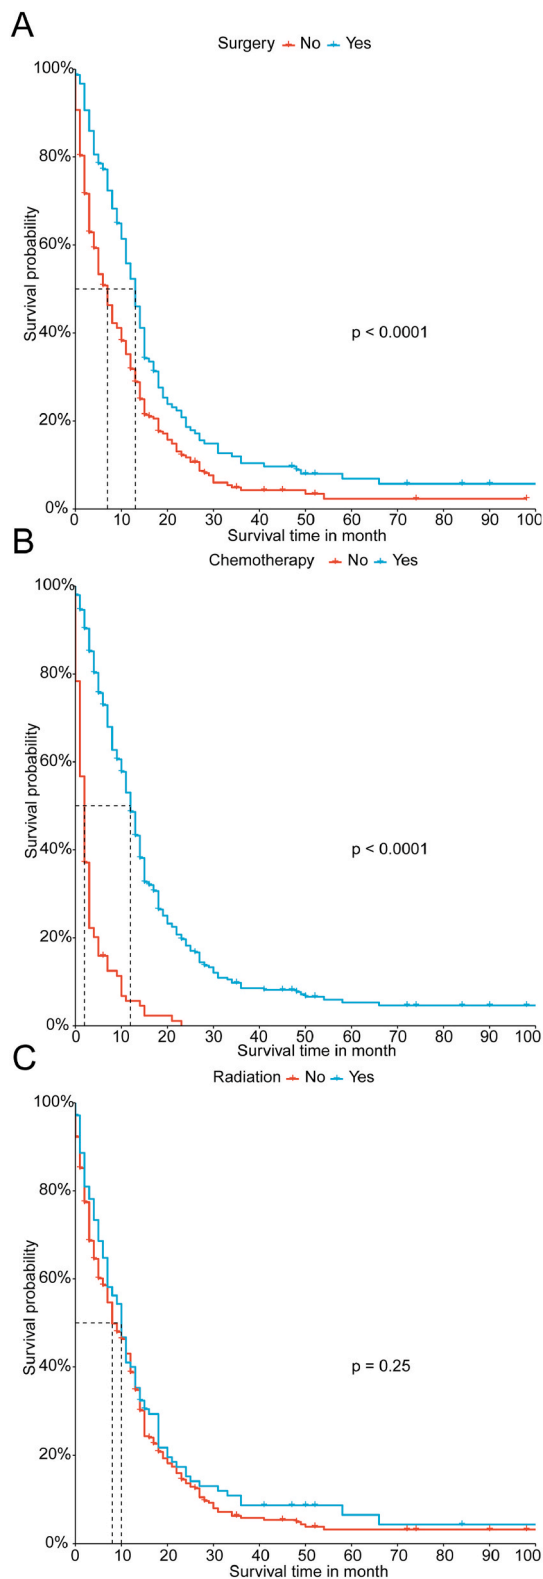 A
Surgery No Yes
100%
80%
60%
40%
20%
0%
Survival probability
p < 0.0001
0 10 20 30 40 50 60 70 80 90 100
Survival time in month
B
Chemotherapy No Yes
100%
80%
60%
40%
20%
0%
Survival probability
p < 0.0001
0 10 20 30 40 50 60 70 80 90 100
Survival time in month
C
Radiation No Yes
100%
80%
60%
40%
20%
0%
Survival probability
p = 0.25
0 10 20 30 40 50 60 70 80 90 100
Survival time in month